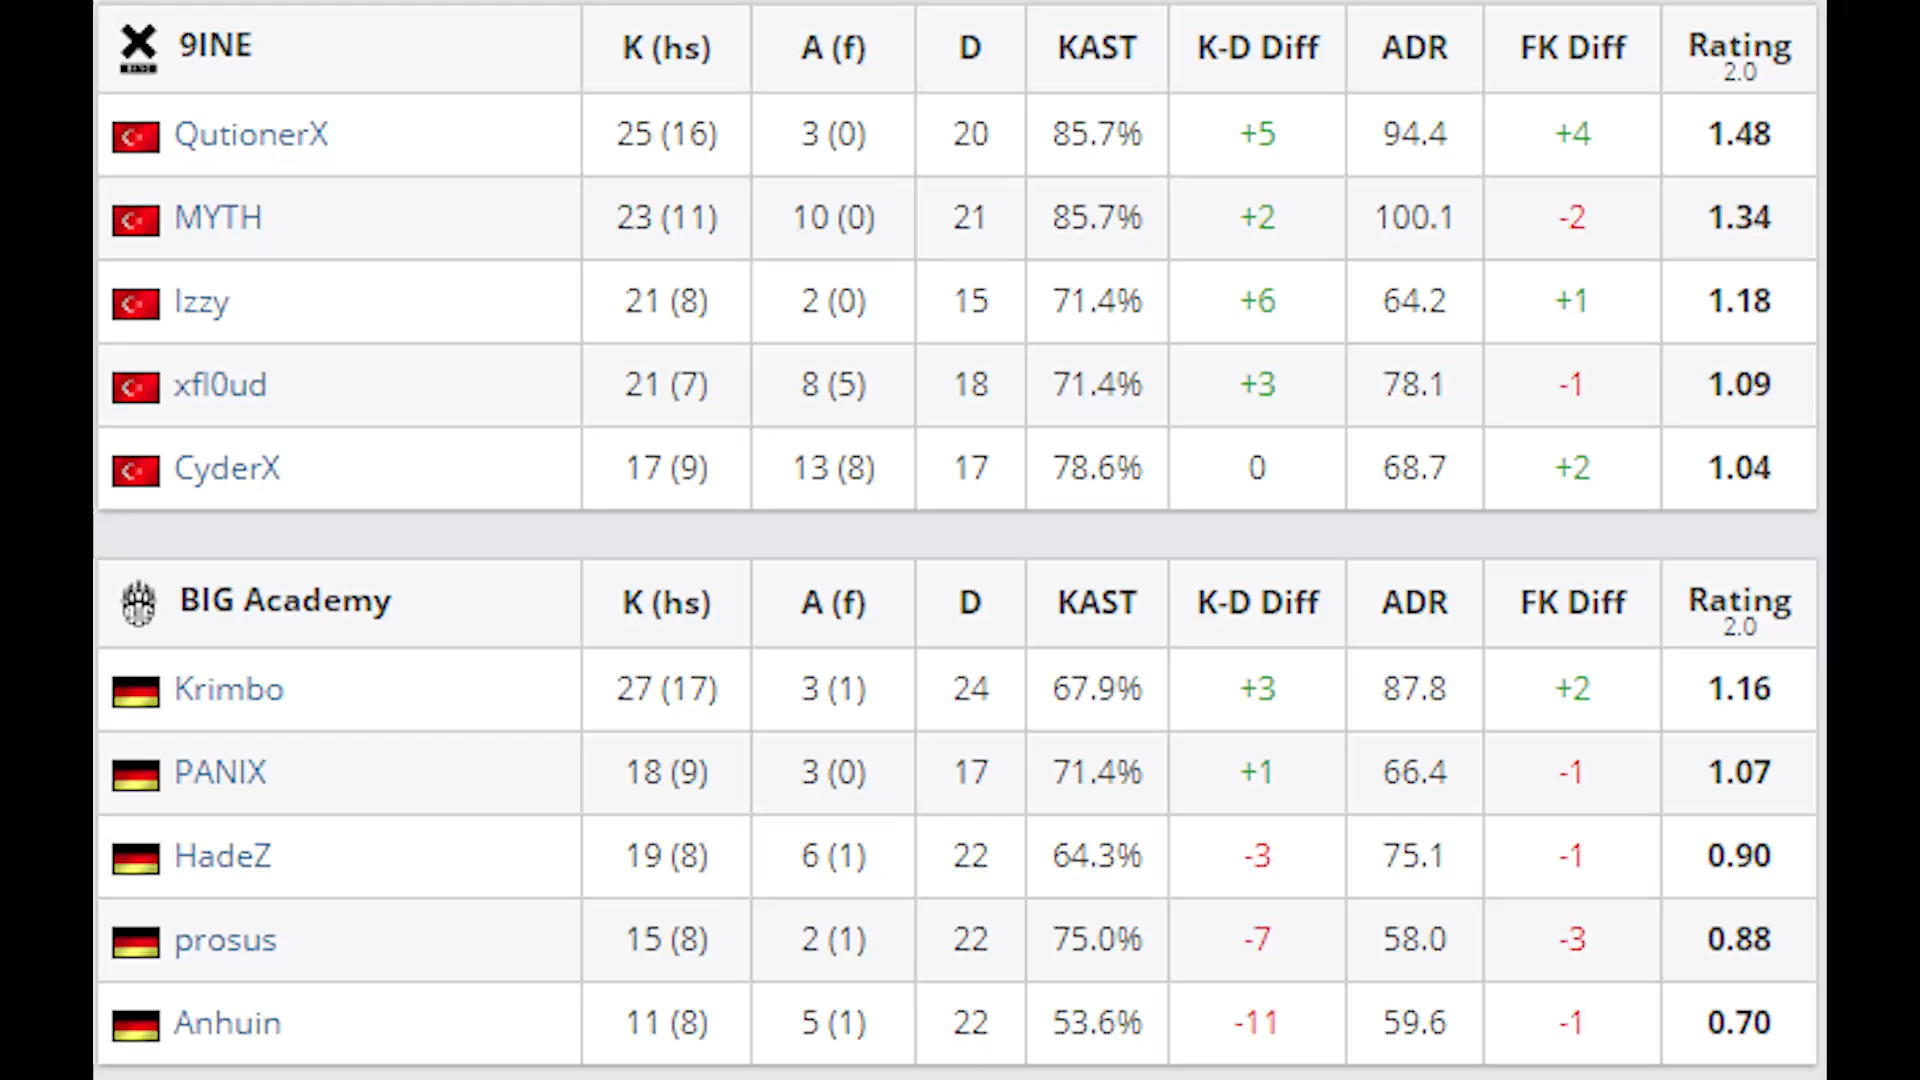 9INE K (hs) A (f) D KAST K-D Diff ADR FK Diff Rating 2.0
QutionerX 25 (16) 3 (0) 20 85.7% +5 94.4 +4 1.48
MYTH 23 (11) 10 (0) 21 85.7% +2 100.1 -2 1.34
Izzy 21 (8) 2 (0) 15 71.4% +6 64.2 +1 1.18
xfl0ud 21 (7) 8 (5) 18 71.4% +3 78.1 -1 1.09
CyderX 17 (9) 13 (8) 17 78.6% 0 68.7 +2 1.04
BIG Academy K (hs) A (f) D KAST K-D Diff ADR FK Diff Rating 2.0
Krimbo 27 (17) 3 (1) 24 67.9% +3 87.8 +2 1.16
PANIX 18 (9) 3 (0) 17 71.4% +1 66.4 -1 1.07
HadeZ 19 (8) 6 (1) 22 64.3% -3 75.1 -1 0.90
prosus 15 (8) 2 (1) 22 75.0% -7 58.0 -3 0.88
Anhuin 11 (8) 5 (1) 22 53.6% -11 59.6 -1 0.70